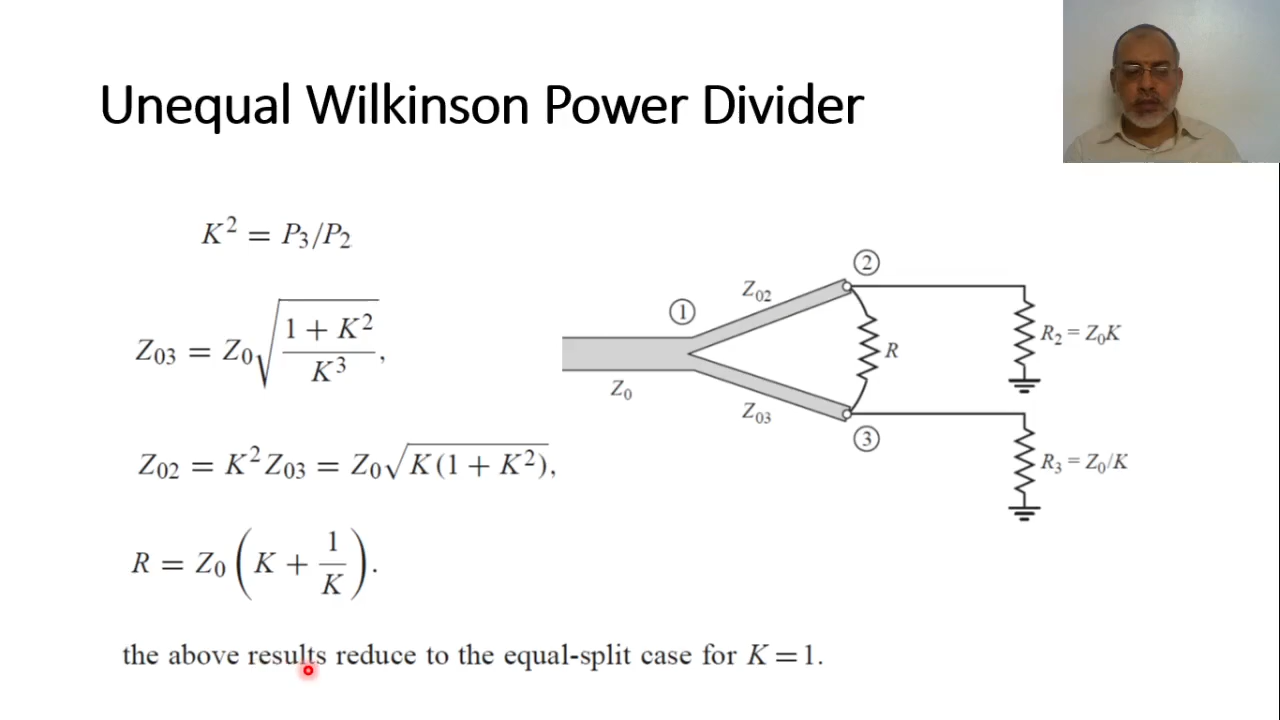 Unequal Wilkinson Power Divider
K² = P₃/P₂
Z₀₃ = Z₀√((1 + K²)/K³),
Z₀₂ = K²Z₀₃ = Z₀√(K(1 + K²)),
R = Z₀(K + 1/K).
the above results reduce to the equal-split case for K = 1.
①
Z₀
Z₀₂
②
Z₀₃
③
R
R₂ = Z₀K
R₃ = Z₀/K